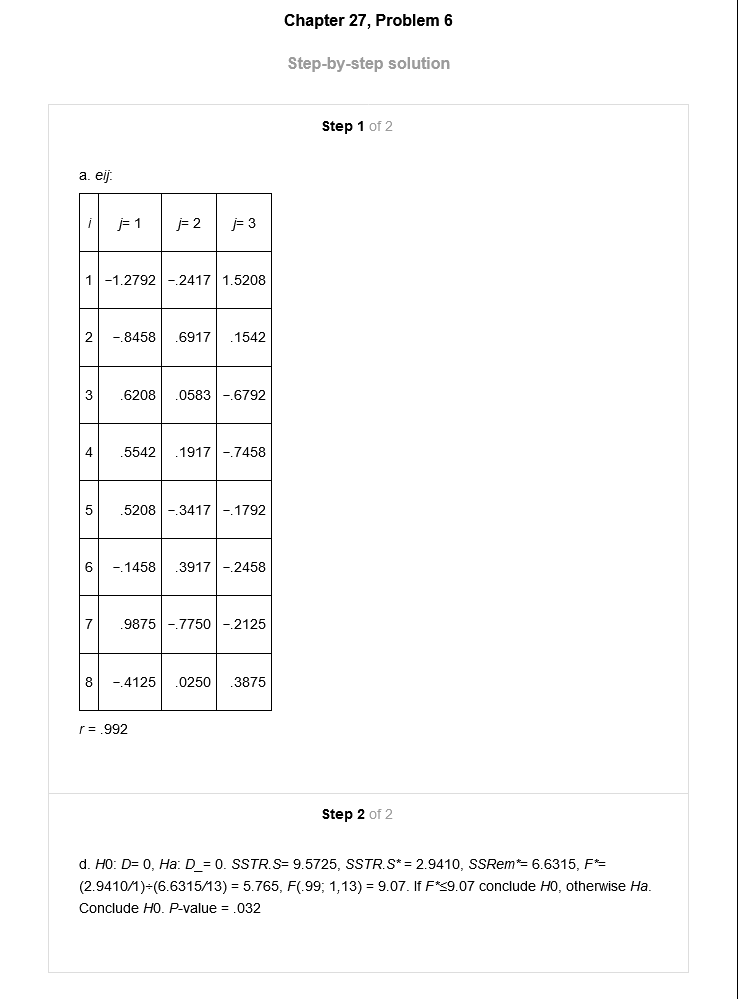 Chapter 27, Problem 6
Step-by-step solution
Step 1 of 2
a. eij:
i j= 1 j= 2 j= 3
1 −1.2792 −.2417 1.5208
2 −.8458 .6917 .1542
3 .6208 .0583 −.6792
4 .5542 .1917 −.7458
5 .5208 −.3417 −.1792
6 −.1458 .3917 −.2458
7 .9875 −.7750 −.2125
8 −.4125 .0250 .3875
r = .992
Step 2 of 2
d. H0: D= 0, Ha: D_= 0. SSTR.S= 9.5725, SSTR.S* = 2.9410, SSRem*= 6.6315, F*=
(2.9410/1)÷(6.6315/13) = 5.765, F(.99; 1,13) = 9.07. If F*≤9.07 conclude H0, otherwise Ha.
Conclude H0. P-value = .032